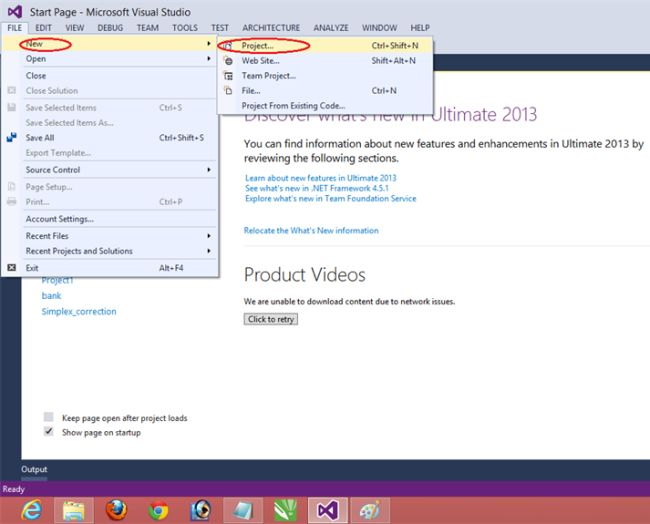 Start Page - Microsoft Visual Studio
FILE EDIT VIEW DEBUG TEAM TOOLS TEST ARCHITECTURE ANALYZE WINDOW HELP
New
Open
Close
Close Solution
Save Selected Items Ctrl+S
Save Selected Items As...
Save All Ctrl+Shift+S
Export Template...
Source Control
Page Setup...
Print... Ctrl+P
Account Settings...
Recent Files
Recent Projects and Solutions
Exit Alt+F4
Project... Ctrl+Shift+N
Web Site... Shift+Alt+N
Team Project...
File... Ctrl+N
Project From Existing Code...
Discover what's new in Ultimate 2013
You can find information about new features and enhancements in Ultimate 2013 by
reviewing the following sections.
Learn about new features in Ultimate 2013
See what's new in .NET Framework 4.5.1
Explore what's new in Team Foundation Service
Relocate the What's New information
Product Videos
We are unable to download content due to network issues.
Click to retry
Project1
bank
Simplex_correction
Keep page open after project loads
Show page on startup
Output
Ready